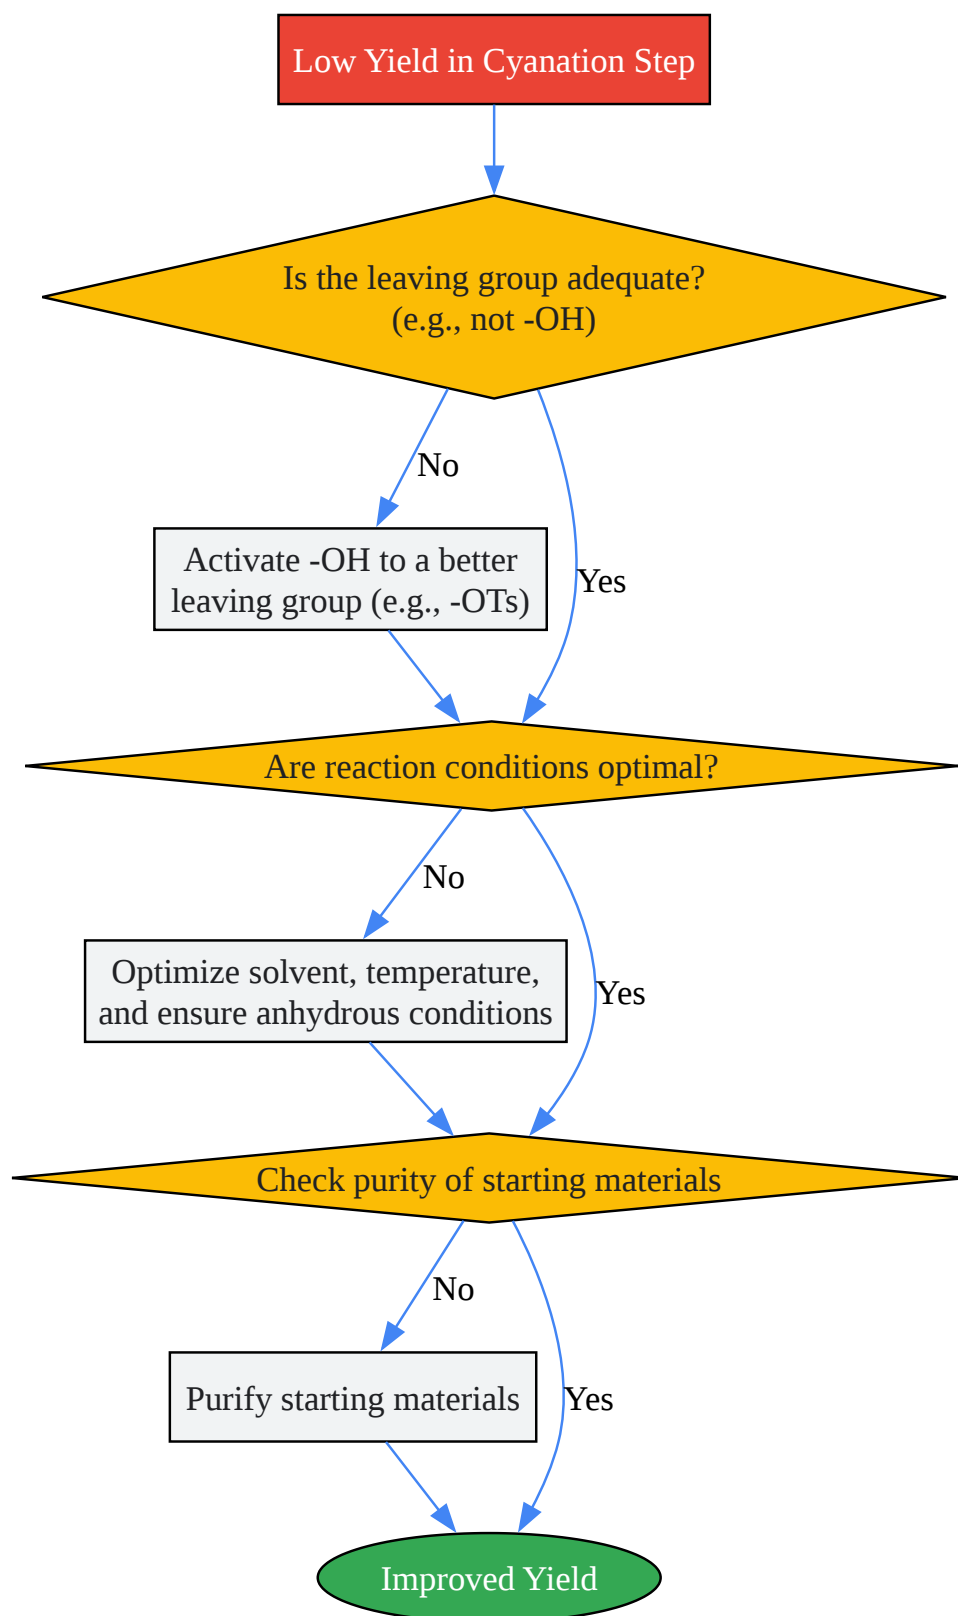 Low Yield in Cyanation Step
Is the leaving group adequate?
(e.g., not -OH)
No
Activate -OH to a better
leaving group (e.g., -OTs)
Yes
Are reaction conditions optimal?
No
Optimize solvent, temperature,
and ensure anhydrous conditions
Yes
Check purity of starting materials
No
Purify starting materials
Yes
Improved Yield